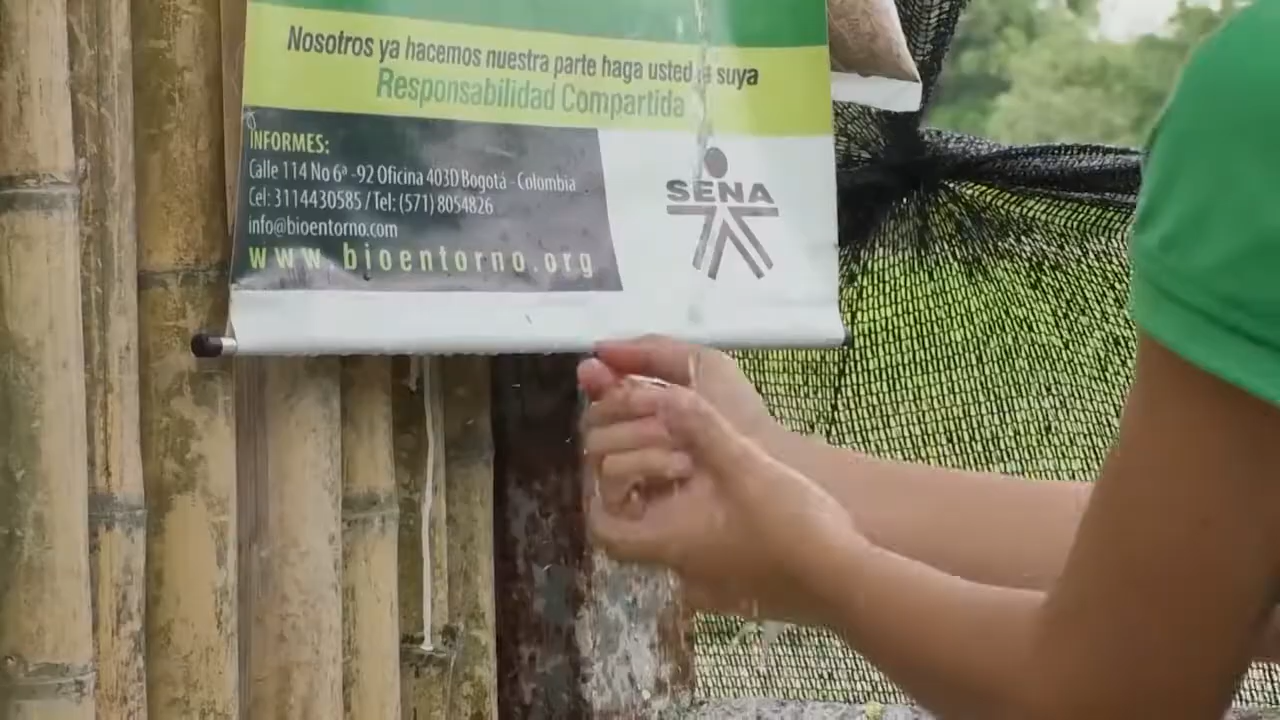 Nosotros ya hacemos nuestra parte haga usted la suya
Responsabilidad Compartida
INFORMES:
Calle 114 No 6ª -92 Oficina 403D Bogotá - Colombia
Cel: 3114430585 / Tel: (571) 8054826
info@bioentorno.com
www.bioentorno.org
SENA